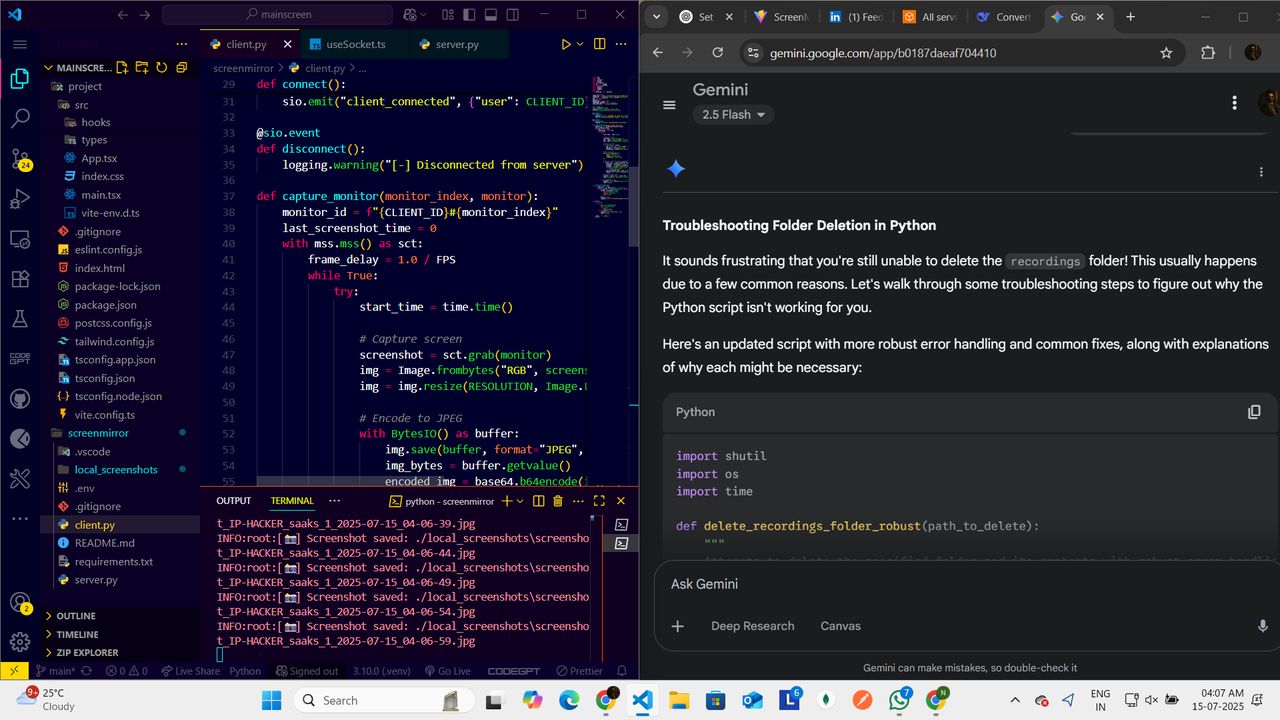 mainscreen
client.py
useSocket.ts
server.py
MAINSCRE...
project
src
hooks
types
App.tsx
index.css
main.tsx
vite-env.d.ts
.gitignore
eslint.config.js
index.html
package-lock.json
package.json
postcss.config.js
tailwind.config.js
tsconfig.app.json
tsconfig.json
tsconfig.node.json
vite.config.ts
screenmirror
.vscode
local_screenshots
.env
.gitignore
client.py
README.md
requirements.txt
server.py
OUTLINE
TIMELINE
ZIP EXPLORER
24
2
screenmirror > client.py > ...
29 def connect():
31 sio.emit("client_connected", {"user": CLIENT_ID
32
33 @sio.event
34 def disconnect():
35 logging.warning("[-] Disconnected from server")
36
37 def capture_monitor(monitor_index, monitor):
38 monitor_id = f"{CLIENT_ID}#{monitor_index}"
39 last_screenshot_time = 0
40 with mss.mss() as sct:
41 frame_delay = 1.0 / FPS
42 while True:
43 try:
44 start_time = time.time()
45
46 # Capture screen
47 screenshot = sct.grab(monitor)
48 img = Image.frombytes("RGB", screens
49 img = img.resize(RESOLUTION, Image.
50
51 # Encode to JPEG
52 with BytesIO() as buffer:
53 img.save(buffer, format="JPEG",
54 img_bytes = buffer.getvalue()
55 encoded_img = base64.b64encode(
OUTPUT TERMINAL ... python - screenmirror
t_IP-HACKER_saaks_1_2025-07-15_04-06-39.jpg
INFO:root:[📷] Screenshot saved: ./local_screenshots\screensho
t_IP-HACKER_saaks_1_2025-07-15_04-06-44.jpg
INFO:root:[📷] Screenshot saved: ./local_screenshots\screensho
t_IP-HACKER_saaks_1_2025-07-15_04-06-49.jpg
INFO:root:[📷] Screenshot saved: ./local_screenshots\screensho
t_IP-HACKER_saaks_1_2025-07-15_04-06-54.jpg
INFO:root:[📷] Screenshot saved: ./local_screenshots\screensho
t_IP-HACKER_saaks_1_2025-07-15_04-06-59.jpg
main* 0 0 Live Share Python Signed out 3.10.0 (.venv) Go Live CODEGPT Prettier
Set
ScreenM
(1) Feed
All servi
Convert
Goo
gemini.google.com/app/b0187daeaf704410
Gemini
2.5 Flash
Troubleshooting Folder Deletion in Python
It sounds frustrating that you're still unable to delete the recordings folder! This usually happens
due to a few common reasons. Let's walk through some troubleshooting steps to figure out why the
Python script isn't working for you.
Here's an updated script with more robust error handling and common fixes, along with explanations
of why each might be necessary:
Python
import shutil
import os
import time
def delete_recordings_folder_robust(path_to_delete):
"""
Ask Gemini
Deep Research
Canvas
Gemini can make mistakes, so double-check it
9+
25°C
Cloudy
Search
6
7
N
ENG
IN
04:07 AM
15-07-2025